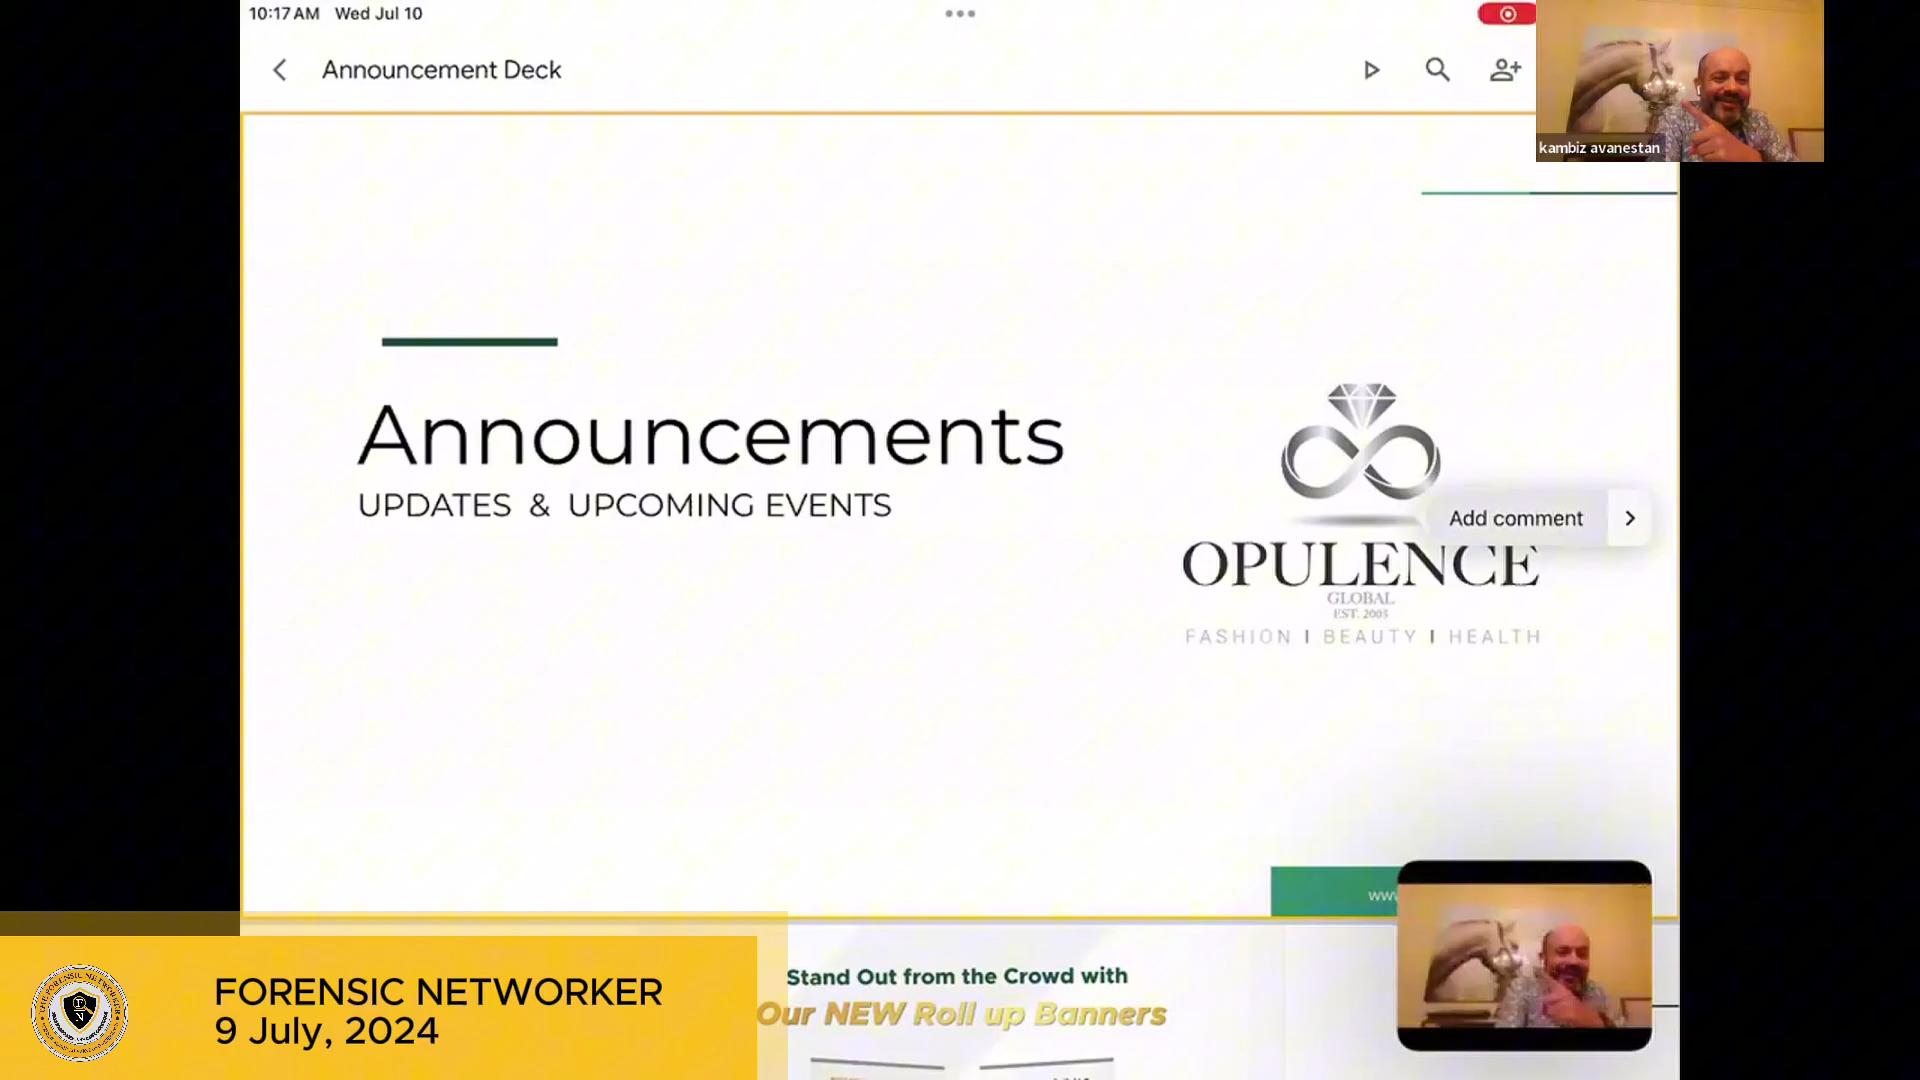 10:17 AM Wed Jul 10
Announcement Deck
kambiz avanestan
Announcements
UPDATES & UPCOMING EVENTS
Add comment
OPULENCE
GLOBAL
EST. 2005
FASHION | BEAUTY | HEALTH
www
Stand Out from the Crowd with
Our NEW Roll up Banners
FORENSIC NETWORKER
9 July, 2024